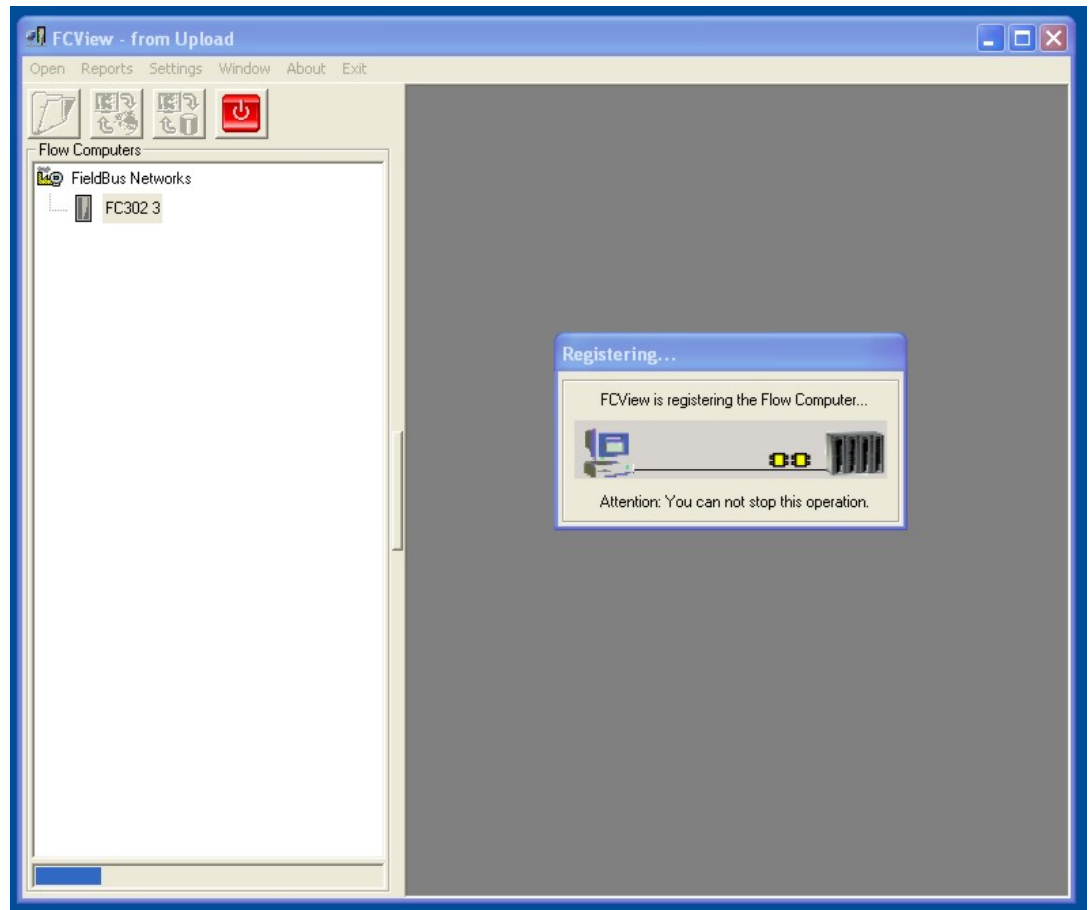 FCView - from Upload
Open Reports Settings Window About Exit
Flow Computers
FieldBus Networks
FC302 3
Registering...
FCView is registering the Flow Computer...
Attention: You can not stop this operation.